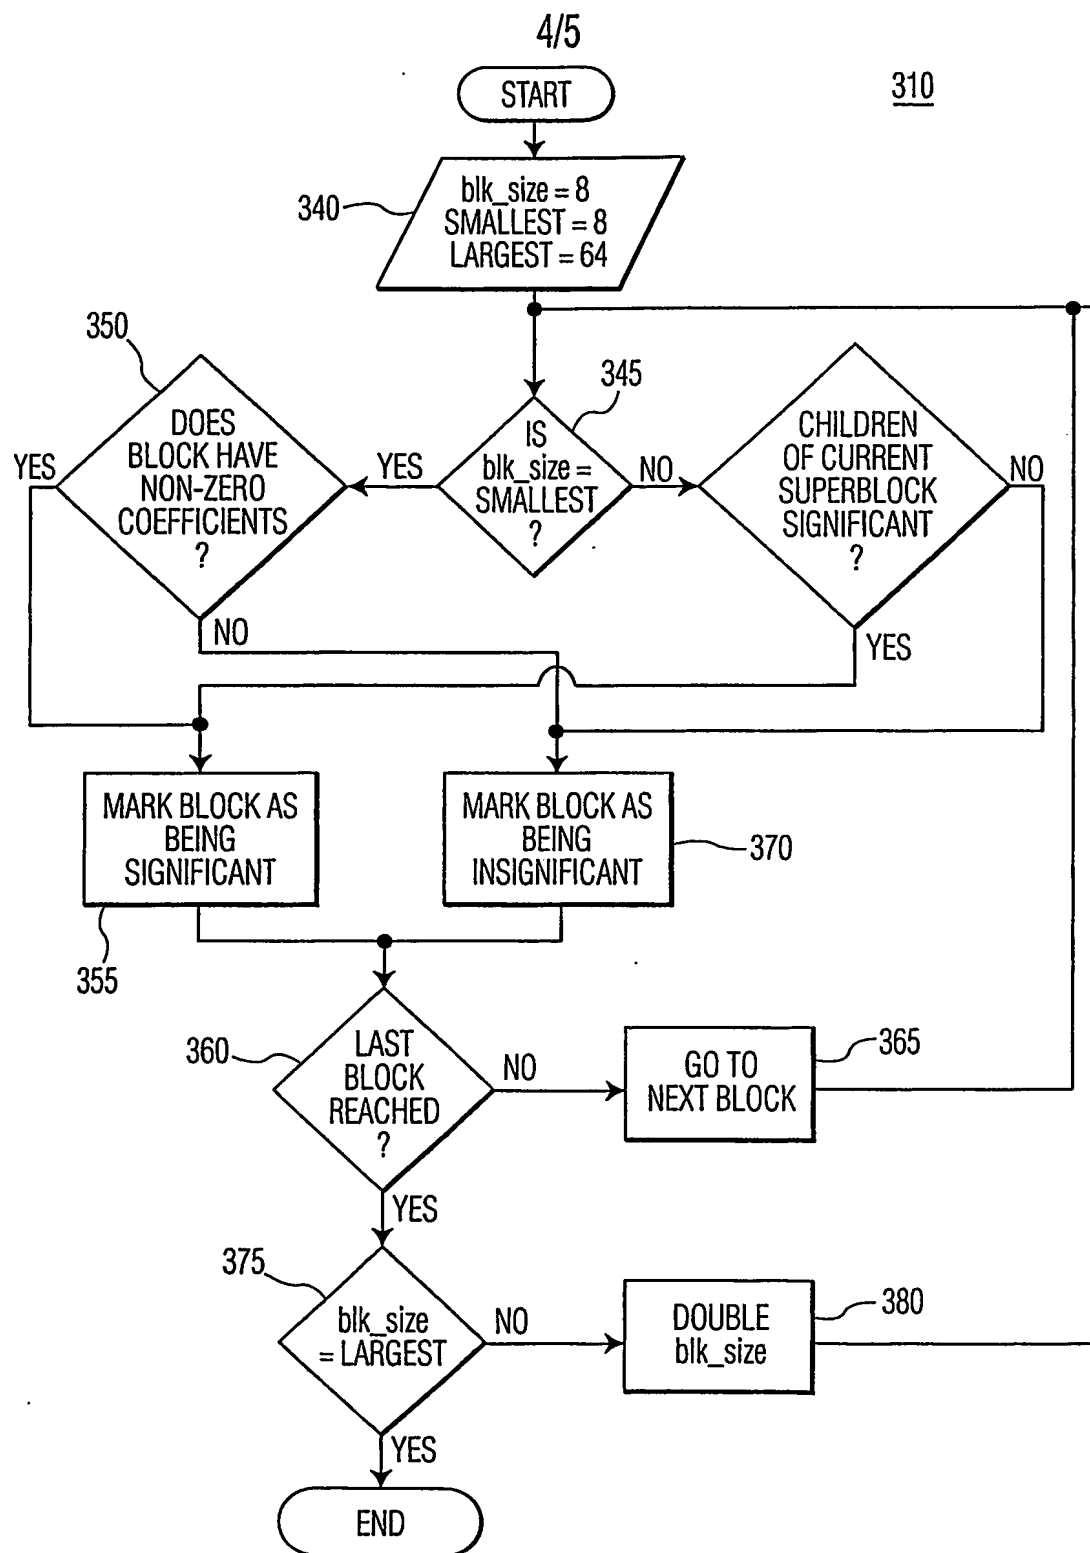 4/5
310
START
340
blk_size = 8
SMALLEST = 8
LARGEST = 64
350
DOES
BLOCK HAVE
NON-ZERO
COEFFICIENTS
?
YES
NO
345
IS
blk_size =
SMALLEST
?
YES
NO
CHILDREN
OF CURRENT
SUPERBLOCK
SIGNIFICANT
?
NO
YES
MARK BLOCK AS
BEING
SIGNIFICANT
355
MARK BLOCK AS
BEING
INSIGNIFICANT
370
360
LAST
BLOCK
REACHED
?
NO
YES
GO TO
NEXT BLOCK
365
375
blk_size
= LARGEST
NO
YES
DOUBLE
blk_size
380
END